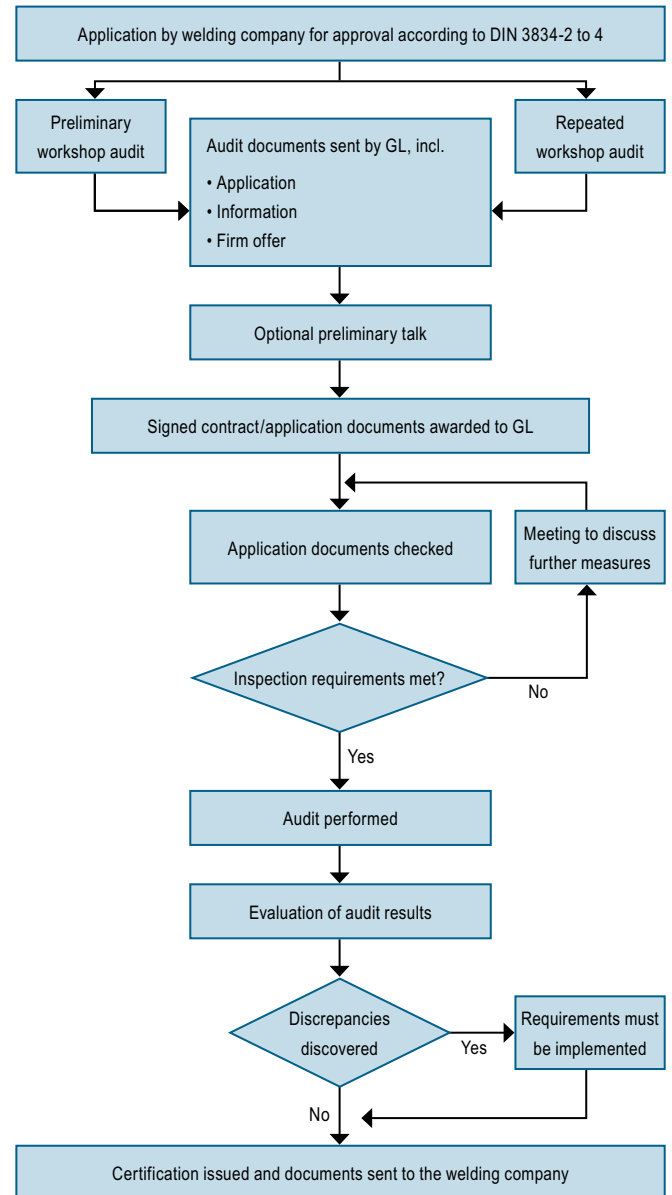 Application by welding company for approval according to DIN 3834-2 to 4
Preliminary
workshop audit
Audit documents sent by GL, incl.
• Application
• Information
• Firm offer
Repeated
workshop audit
Optional preliminary talk
Signed contract/application documents awarded to GL
Application documents checked
Meeting to discuss
further measures
Inspection requirements met?
No
Yes
Audit performed
Evaluation of audit results
Discrepancies
discovered
Yes
Requirements must
be implemented
No
Certification issued and documents sent to the welding company